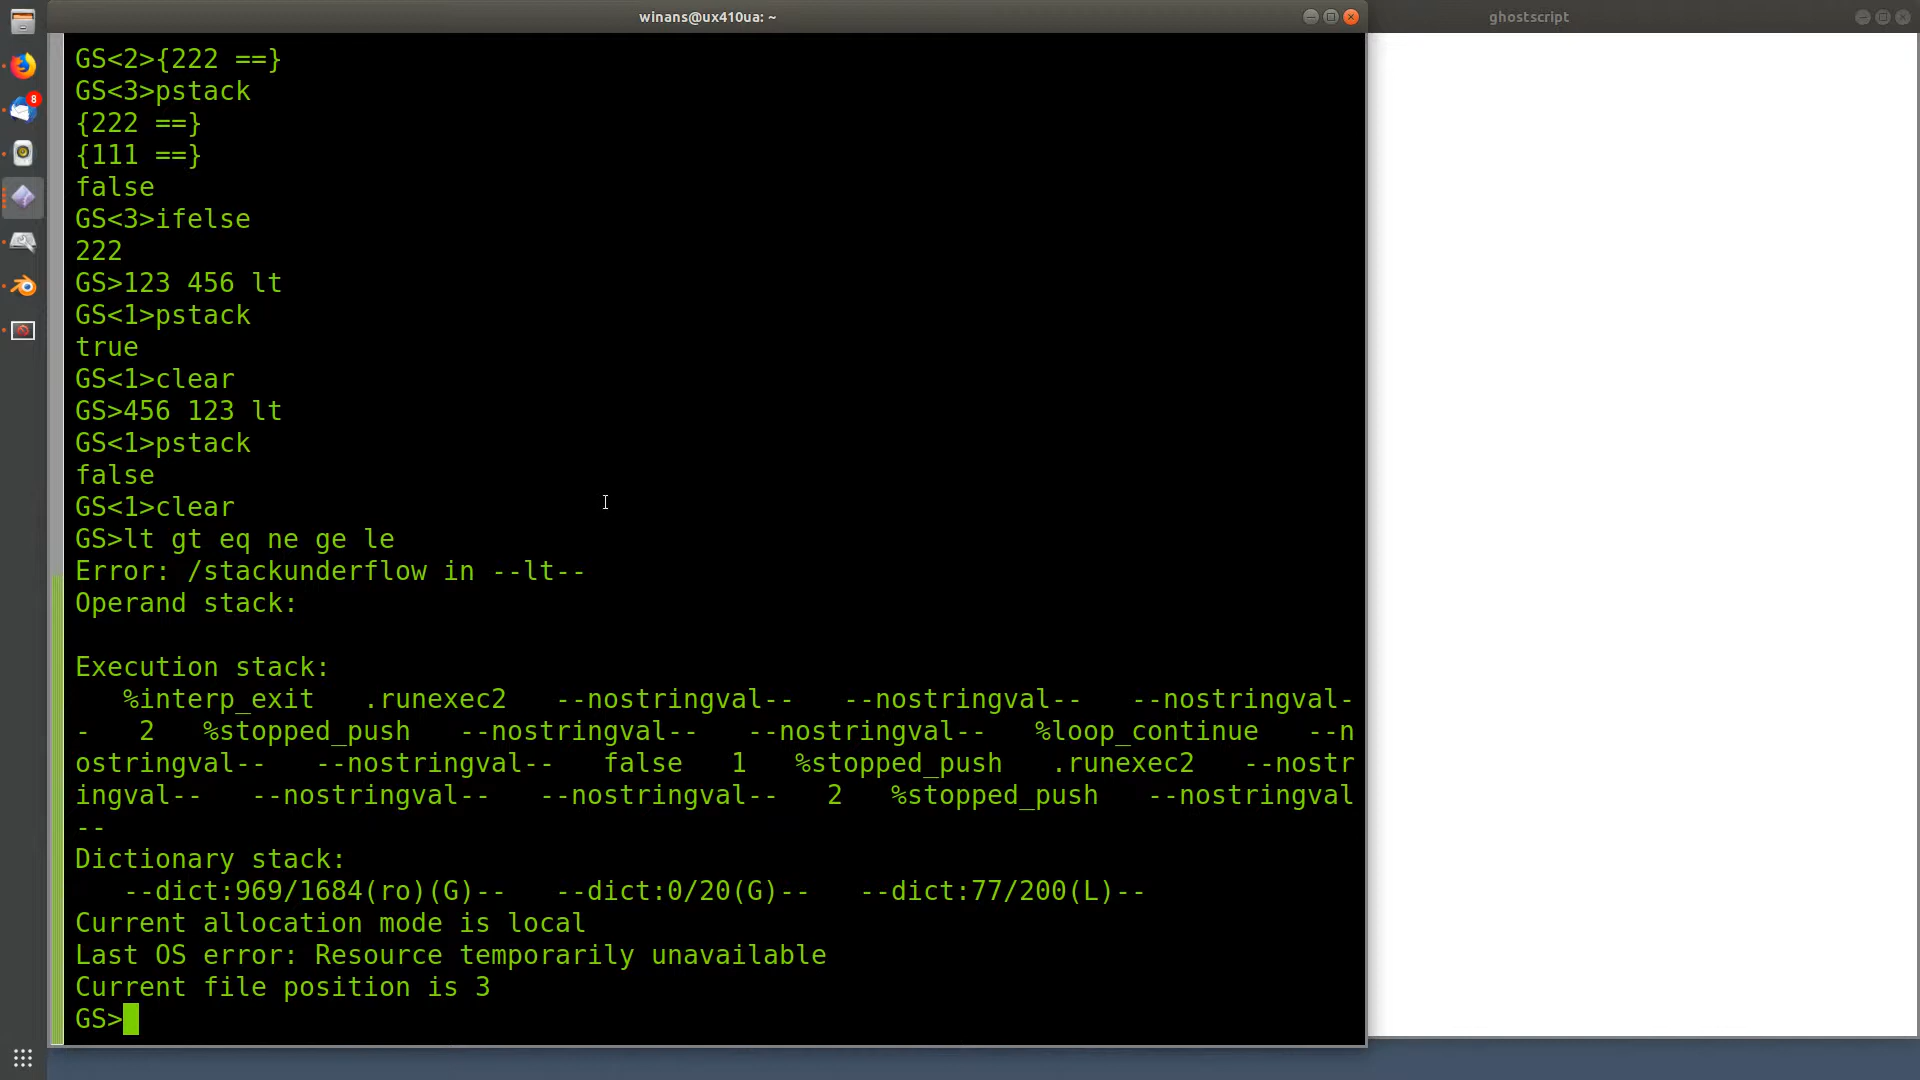 winans@ux410ua: ~
ghostscript
8
GS<2>{222 ==}
GS<3>pstack
{222 ==}
{111 ==}
false
GS<3>ifelse
222
GS>123 456 lt
GS<1>pstack
true
GS<1>clear
GS>456 123 lt
GS<1>pstack
false
GS<1>clear
GS>lt gt eq ne ge le
Error: /stackunderflow in --lt--
Operand stack:
Execution stack:
   %interp_exit   .runexec2   --nostringval--   --nostringval--   --nostringval-
-   2   %stopped_push   --nostringval--   --nostringval--   %loop_continue   --n
ostringval--   --nostringval--   false   1   %stopped_push   .runexec2   --nostr
ingval--   --nostringval--   --nostringval--   2   %stopped_push   --nostringval
--
Dictionary stack:
   --dict:969/1684(ro)(G)--   --dict:0/20(G)--   --dict:77/200(L)--
Current allocation mode is local
Last OS error: Resource temporarily unavailable
Current file position is 3
GS>